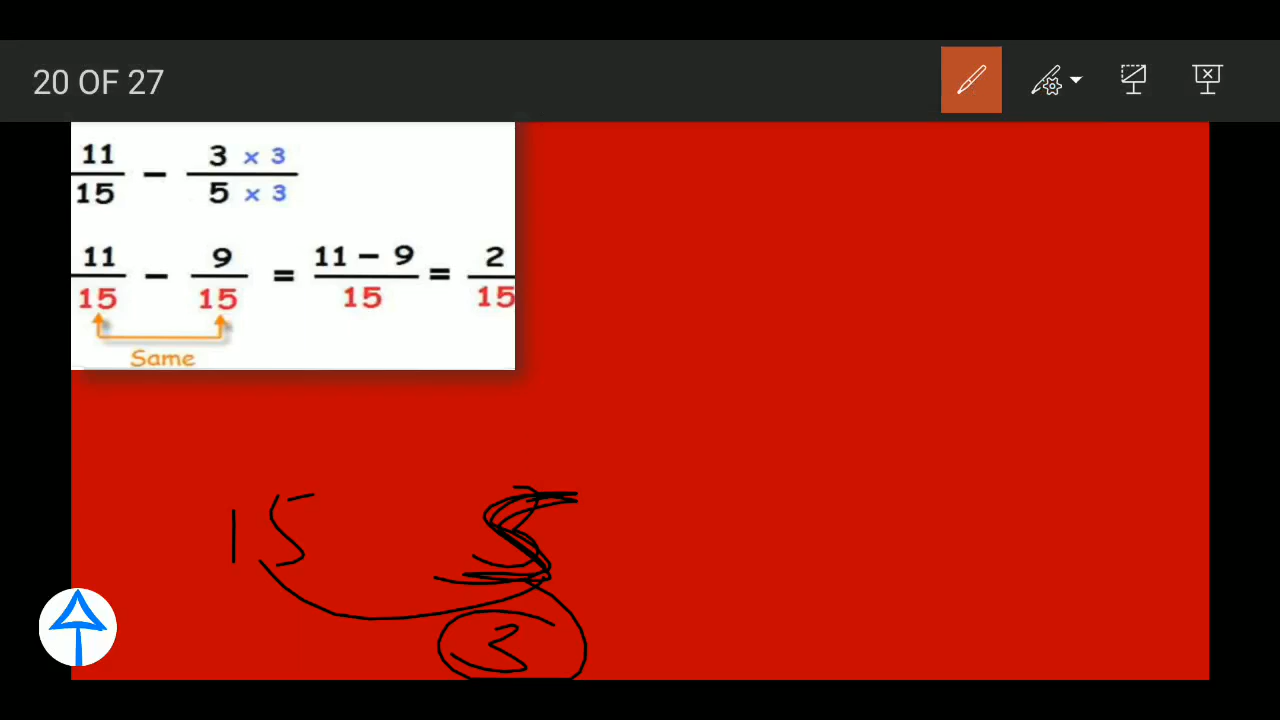 20 OF 27
11/15 − 3 × 3/5 × 3
11/15 − 9/15 = 11 − 9/15 = 2/15
Same
15 5
3